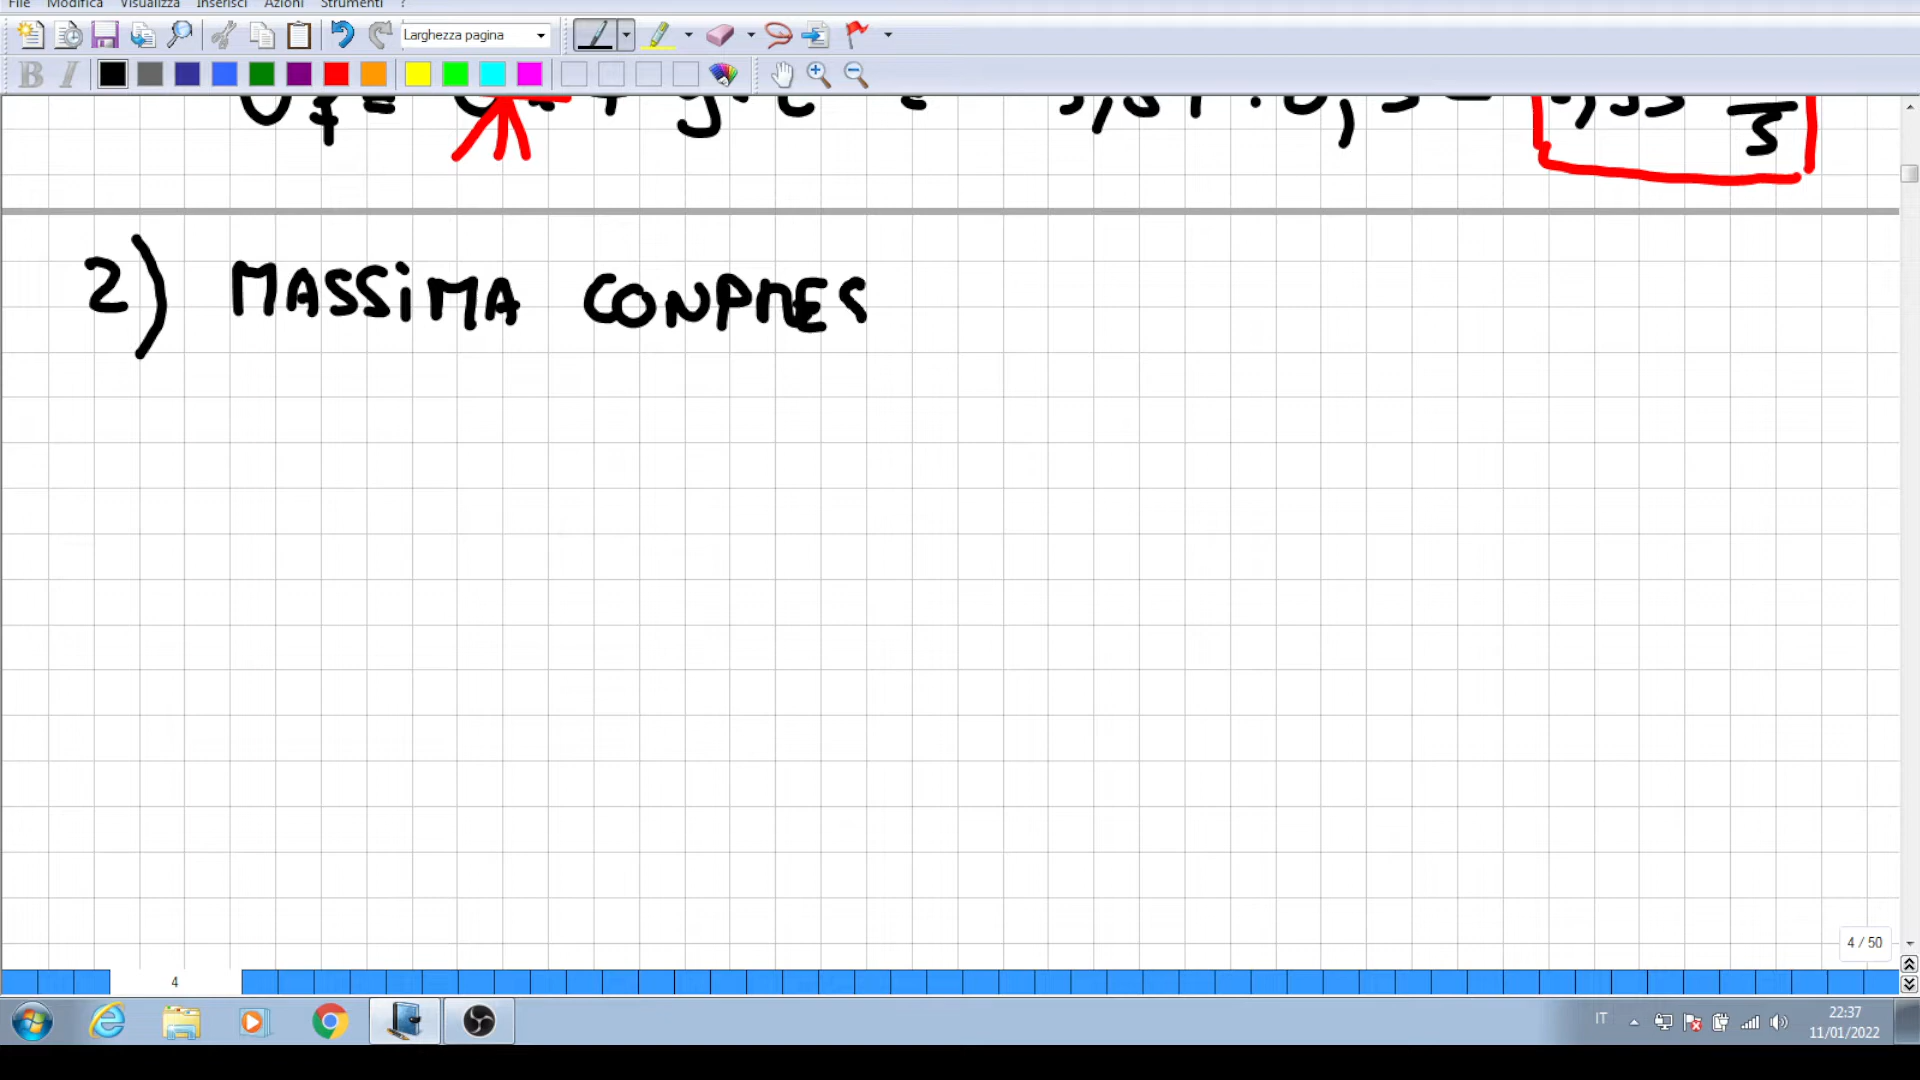 File Modifica Visualizza Inserisci Azioni Strumenti ?
Larghezza pagina
B I
2) MASSIMA CONPRES
4 / 50
4
IT
22:37
11/01/2022